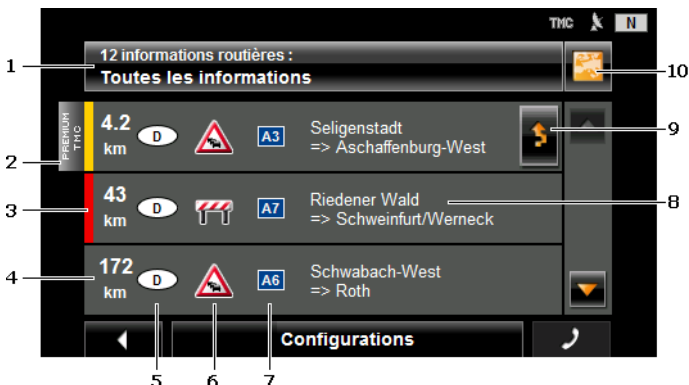 TMC N
12 informations routières :
Toutes les informations
1
10
PREMIUM
TMC
4.2
km
D
A3
Seligenstadt
=> Aschaffenburg-West
9
2
43
km
D
A7
Riedener Wald
=> Schweinfurt/Werneck
8
3
172
km
D
A6
Schwabach-West
=> Roth
4
Configurations
5 6 7